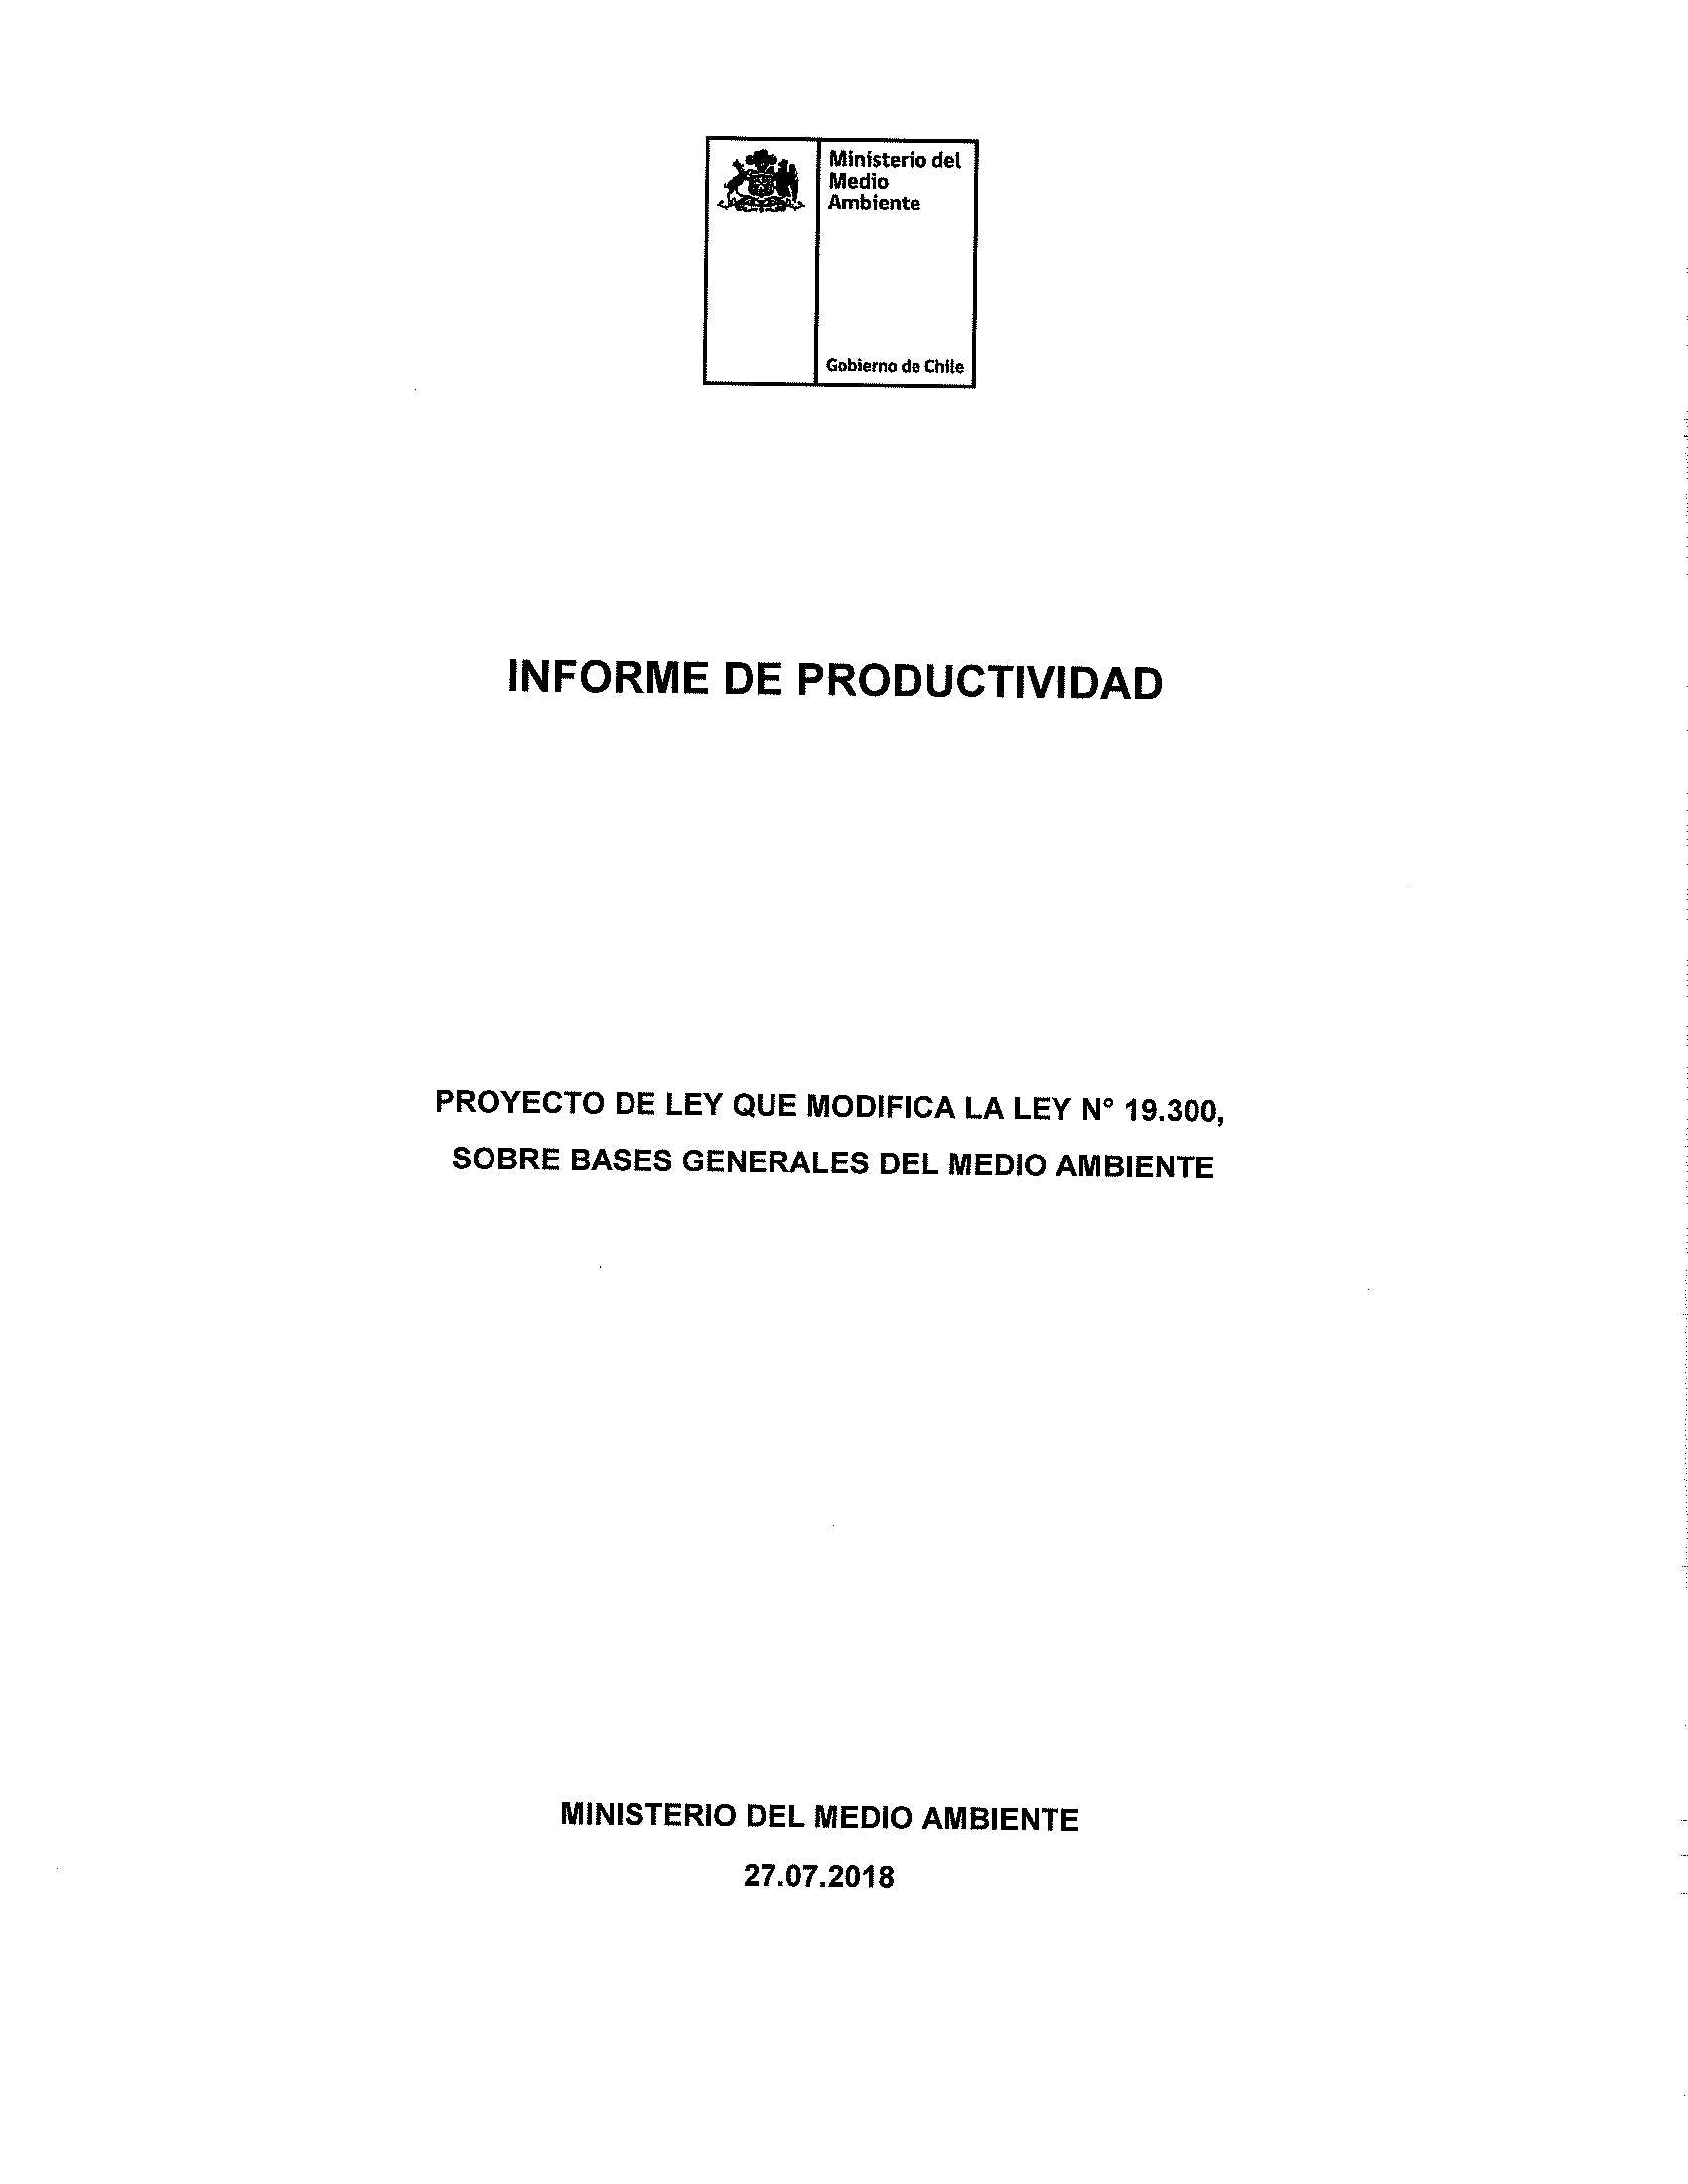 Ministerio del
Medio
Ambiente
Gobierno de Chile
INFORME DE PRODUCTIVIDAD
PROYECTO DE LEY QUE MODIFICA LA LEY N° 19.300,
SOBRE BASES GENERALES DEL MEDIO AMBIENTE
MINISTERIO DEL MEDIO AMBIENTE
27.07.2018